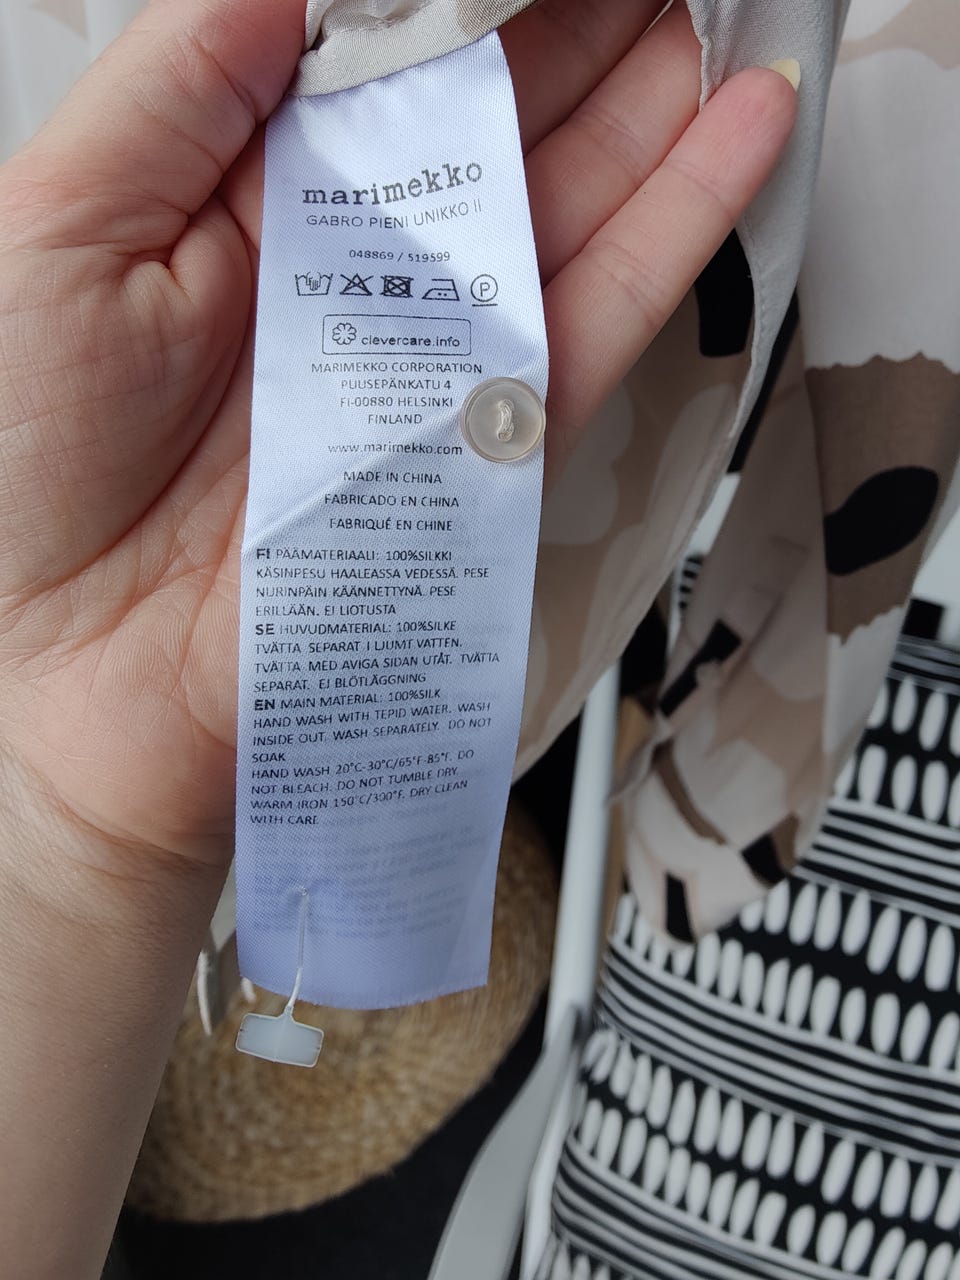 marimekko
GABRO PIENI UNIKKO II
048869 / 519599
P
clevercare.info
MARIMEKKO CORPORATION
PUUSEPÄNKATU 4
FI-00880 HELSINKI
FINLAND
www.marimekko.com
MADE IN CHINA
FABRICADO EN CHINA
FABRIQUÉ EN CHINE
FI PÄÄMATERIAALI: 100%SILKKI
KÄSINPESU HAALEASSA VEDESSÄ. PESE
NURINPÄIN KÄÄNNETTYNÄ. PESE
ERILLÄÄN. EI LIOTUSTA
SE HUVUDMATERIAL: 100%SILKE
TVÄTTA SEPARAT I LJUMT VATTEN.
TVÄTTA MED AVIGA SIDAN UTÅT. TVÄTTA
SEPARAT. EJ BLÖTLÄGGNING
EN MAIN MATERIAL: 100%SILK
HAND WASH WITH TEPID WATER. WASH
INSIDE OUT. WASH SEPARATELY. DO NOT
SOAK
HAND WASH 20°C-30°C/65°F-85°F. DO
NOT BLEACH. DO NOT TUMBLE DRY.
WARM IRON 150°C/300°F. DRY CLEAN
WITH CARE